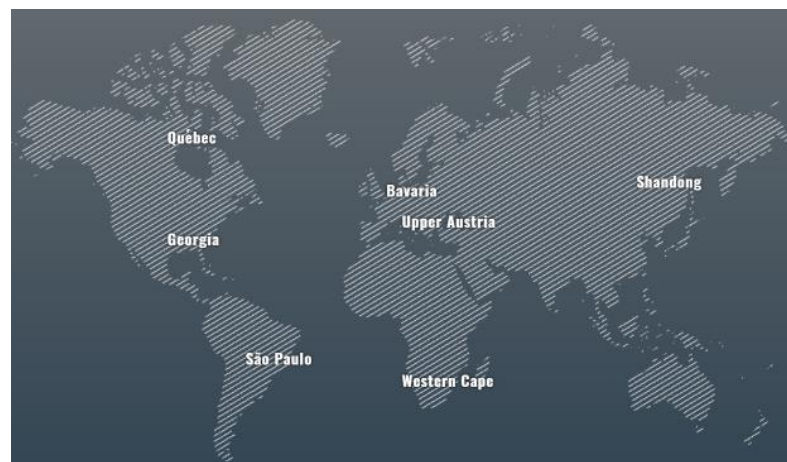 Québec
Bavaria
Shandong
Upper Austria
Georgia
São Paulo
Western Cape